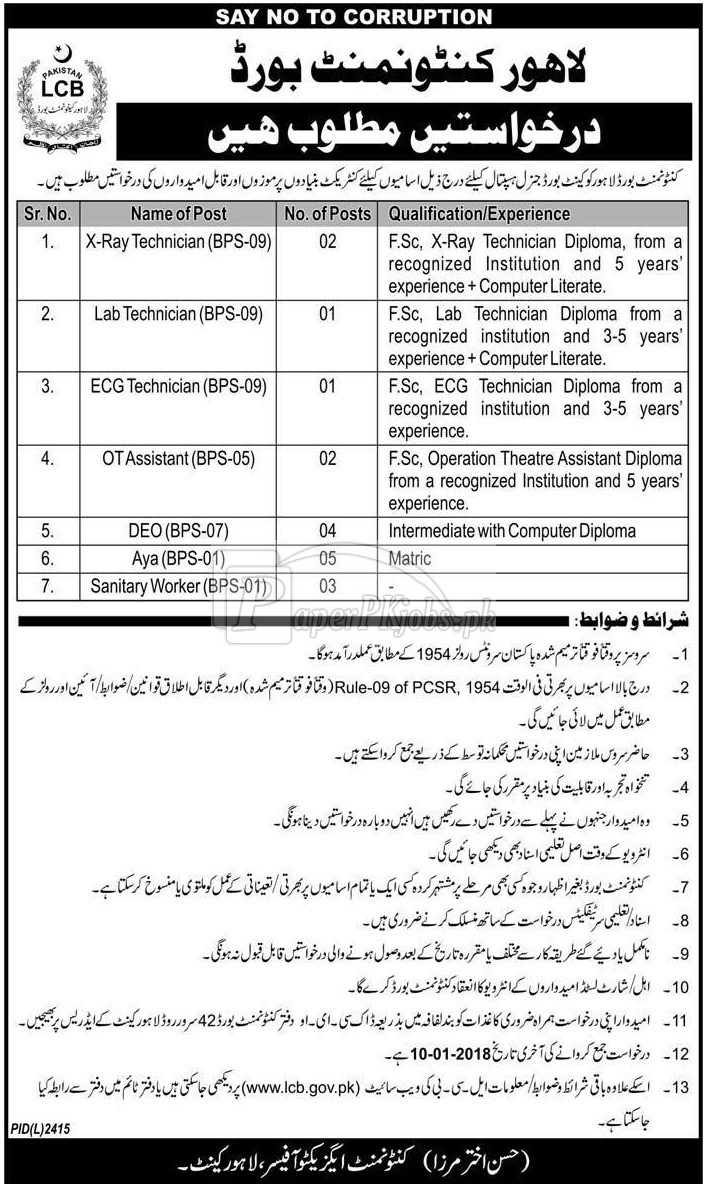 SAY NO TO CORRUPTION
PAKISTAN
LCB
لاہور کنٹونمنٹ بورڈ
لاہور کنٹونمنٹ بورڈ
درخواستیں مطلوب ہیں
کنٹونمنٹ بورڈ لاہور کو کینٹ بورڈ جنرل ہسپتال کیلئے درج ذیل اسامیوں کیلئے کنٹریکٹ بنیادوں پر موزوں اور قابل امیدواروں کی درخواستیں مطلوب ہیں۔
Sr. No. Name of Post No. of Posts Qualification/Experience
1. X-Ray Technician (BPS-09) 02 F.Sc, X-Ray Technician Diploma, from a
recognized Institution and 5 years'
experience + Computer Literate.
2. Lab Technician (BPS-09) 01 F.Sc, Lab Technician Diploma from a
recognized institution and 3-5 years'
experience + Computer Literate.
3. ECG Technician (BPS-09) 01 F.Sc, ECG Technician Diploma from a
recognized institution and 3-5 years'
experience.
4. OT Assistant (BPS-05) 02 F.Sc, Operation Theatre Assistant Diploma
from a recognized Institution and 5 years'
experience.
5. DEO (BPS-07) 04 Intermediate with Computer Diploma
6. Aya (BPS-01) 05 Matric
7. Sanitary Worker (BPS-01) 03 -
PaperPKjobs.pk
شرائط و ضوابط:
1۔ سروسز پر وقتاً فوقتاً ترمیم شدہ پاکستان سرونٹس رولز 1954 کے مطابق عملدرآمد ہوگا۔
2۔ درج بالا اسامیوں پر بھرتی فی الوقت Rule-09 of PCSR, 1954 (وقتاً فوقتاً ترمیم شدہ) اور دیگر قابل اطلاق قوانین/ضوابط/آئین اور رولز کے
مطابق عمل میں لائی جائیں گی۔
3۔ حاضر سروس ملازمین اپنی درخواستیں محکمانہ توسط کے ذریعے جمع کروا سکتے ہیں۔
4۔ تنخواہ تجربہ اور قابلیت کی بنیاد پر مقرر کی جائے گی۔
5۔ وہ امیدوار جنہوں نے پہلے سے درخواستیں دے رکھیں ہیں انہیں دوبارہ درخواستیں دینا ہونگی۔
6۔ انٹرویو کے وقت اصل تعلیمی اسناد بھی دیکھی جائیں گی۔
7۔ کنٹونمنٹ بورڈ بغیر اظہار وجوہ کسی بھی مرحلے پر مشتہر کردہ کسی ایک یا تمام اسامیوں پر بھرتی/تعیناتی کے عمل کو ملتوی یا منسوخ کر سکتا ہے۔
8۔ اسناد/تعلیمی سرٹیفکیٹس درخواست کے ساتھ منسلک کرنے ضروری ہیں۔
9۔ نامکمل یا دیئے گئے طریقہ کار سے مختلف یا مقررہ تاریخ کے بعد وصول ہونے والی درخواستیں قابل قبول نہ ہونگی۔
10۔ اہل/شارٹ لسٹڈ امیدواروں کے انٹرویو کا انعقاد کنٹونمنٹ بورڈ کرے گا۔
11۔ امیدوار اپنی درخواست ہمراہ ضروری کاغذات کو بند لفافہ میں بذریعہ ڈاک سی۔ای۔او دفتر کنٹونمنٹ بورڈ 42 سرور روڈ لاہور کینٹ کے ایڈریس پر بھیجیں۔
12۔ درخواست جمع کروانے کی آخری تاریخ 10-01-2018 ہے۔
13۔ اسکے علاوہ باقی شرائط و ضوابط/معلومات ایل۔سی۔بی کی ویب سائیٹ (www.lcb.gov.pk) پر دیکھی جاسکتی ہیں یا دفتر ٹائم میں دفتر سے رابطہ کیا
جاسکتا ہے۔
PID(L)2415
(حسن اختر مرزا) کنٹونمنٹ ایگزیکٹو آفیسر، لاہور کینٹ۔